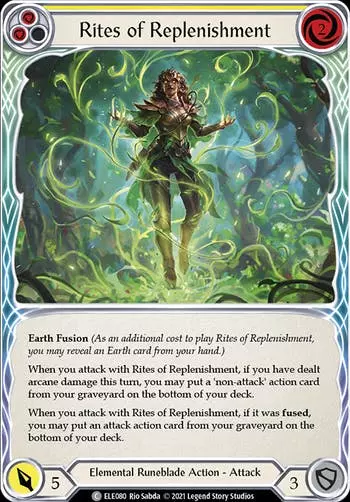 Rites of Replenishment
2
Earth Fusion (As an additional cost to play Rites of Replenishment,
you may reveal an Earth card from your hand.)
When you attack with Rites of Replenishment, if you have dealt
arcane damage this turn, you may put a 'non-attack' action card
from your graveyard on the bottom of your deck.
When you attack with Rites of Replenishment, if it was fused,
you may put an attack action card from your graveyard on the
bottom of your deck.
5
Elemental Runeblade Action - Attack
3
C ELE080 Rio Sabda © 2021 Legend Story Studios